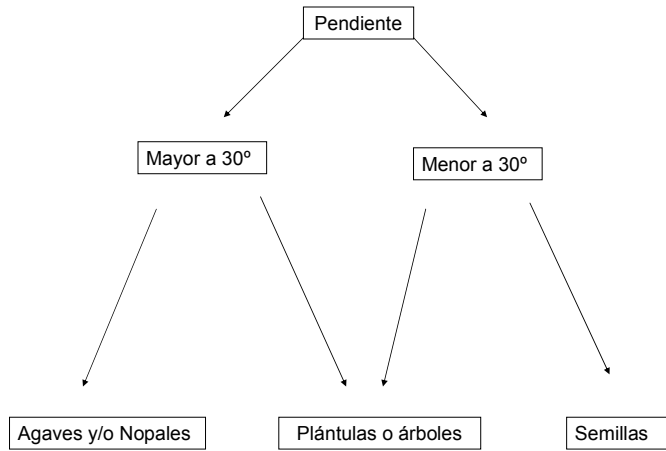 Pendiente
Mayor a 30º
Menor a 30º
Agaves y/o Nopales
Plántulas o árboles
Semillas